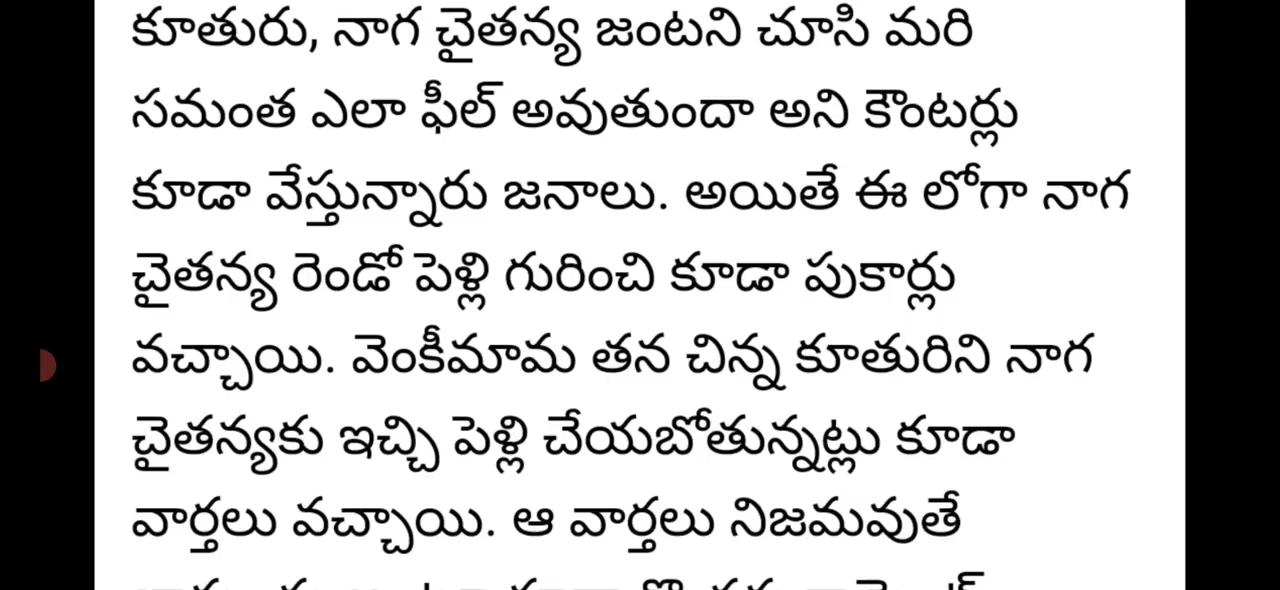 కూతురు, నాగ చైతన్య జంటని చూసి మరి
సమంత ఎలా ఫీల్ అవుతుందా అని కౌంటర్లు
కూడా వేస్తున్నారు జనాలు. అయితే ఈ లోగా నాగ
చైతన్య రెండో పెళ్లి గురించి కూడా పుకార్లు
వచ్చాయి. వెంకీమామ తన చిన్న కూతురిని నాగ
చైతన్యకు ఇచ్చి పెళ్లి చేయబోతున్నట్లు కూడా
వార్తలు వచ్చాయి. ఆ వార్తలు నిజమవుతే